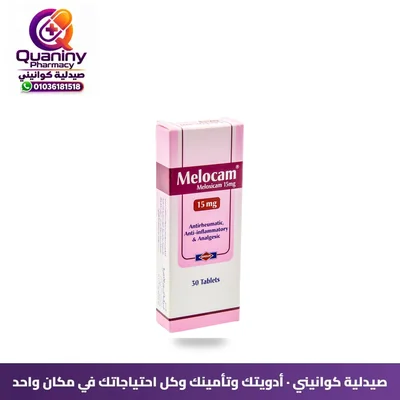 Quaniny
Pharmacy
صيدلية كوانيني
01036181518
Melocam®
Meloxicam 15mg
15 mg
Antirheumatic,
Anti-inflammatory
& Analgesic
30 Tablets
صيدلية كوانيني - أدويتك وتأمينك وكل احتياجاتك في مكان واحد